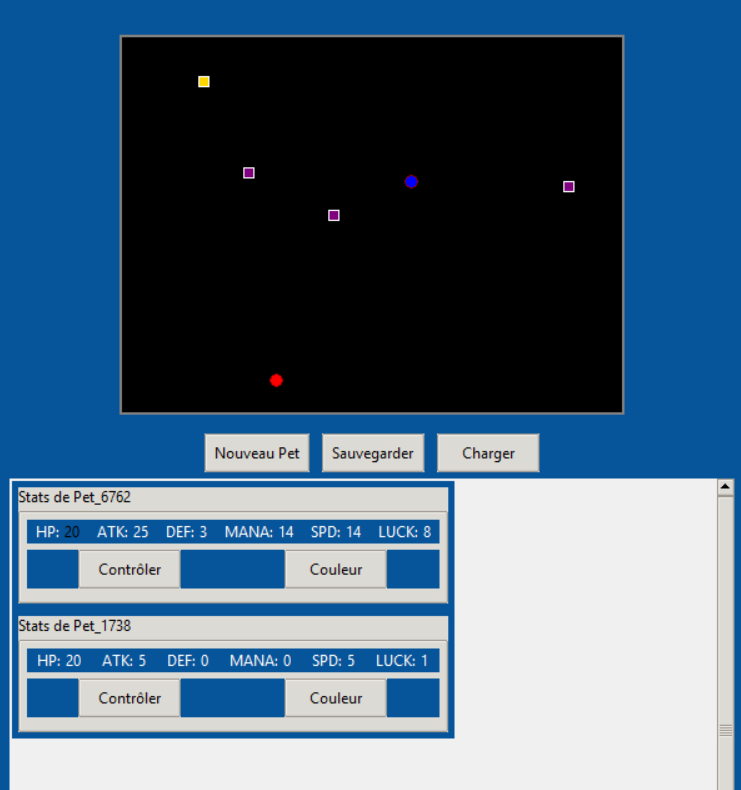 Nouveau Pet Sauvegarder Charger
Stats de Pet_6762
HP: 20 ATK: 25 DEF: 3 MANA: 14 SPD: 14 LUCK: 8
Contrôler Couleur
Stats de Pet_1738
HP: 20 ATK: 5 DEF: 0 MANA: 0 SPD: 5 LUCK: 1
Contrôler Couleur